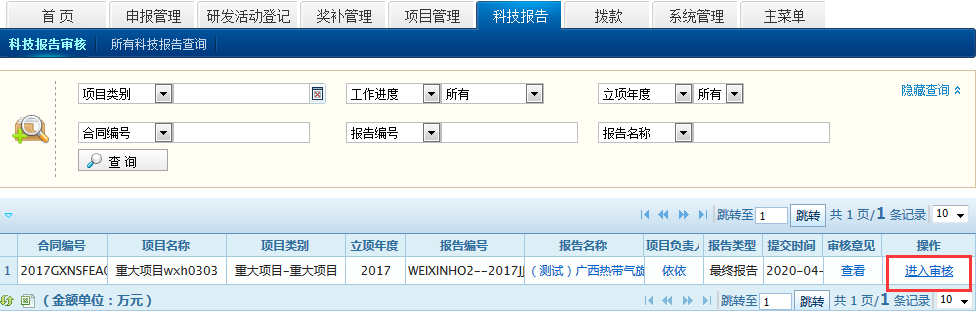 首 页 申报管理 研发活动登记 奖补管理 项目管理 科技报告 拨款 系统管理 主菜单
科技报告审核 所有科技报告查询
项目类别 工作进度 所有 立项年度 所有 隐藏查询
合同编号 报告编号 报告名称
查 询
跳转至 1 跳转 共 1 页/1 条记录 10
合同编号 项目名称 项目类别 立项年度 报告编号 报告名称 项目负责人 报告类型 提交时间 审核意见 操作
1 2017GXNSFEA 重大项目wxh0303 重大项目-重大项目 2017 WEIXINHO2--2017JJ (测试)广西热带气旋 依依 最终报告 2020-04- 查看 进入审核
(金额单位：万元) 跳转至 1 跳转 共 1 页/1 条记录 10